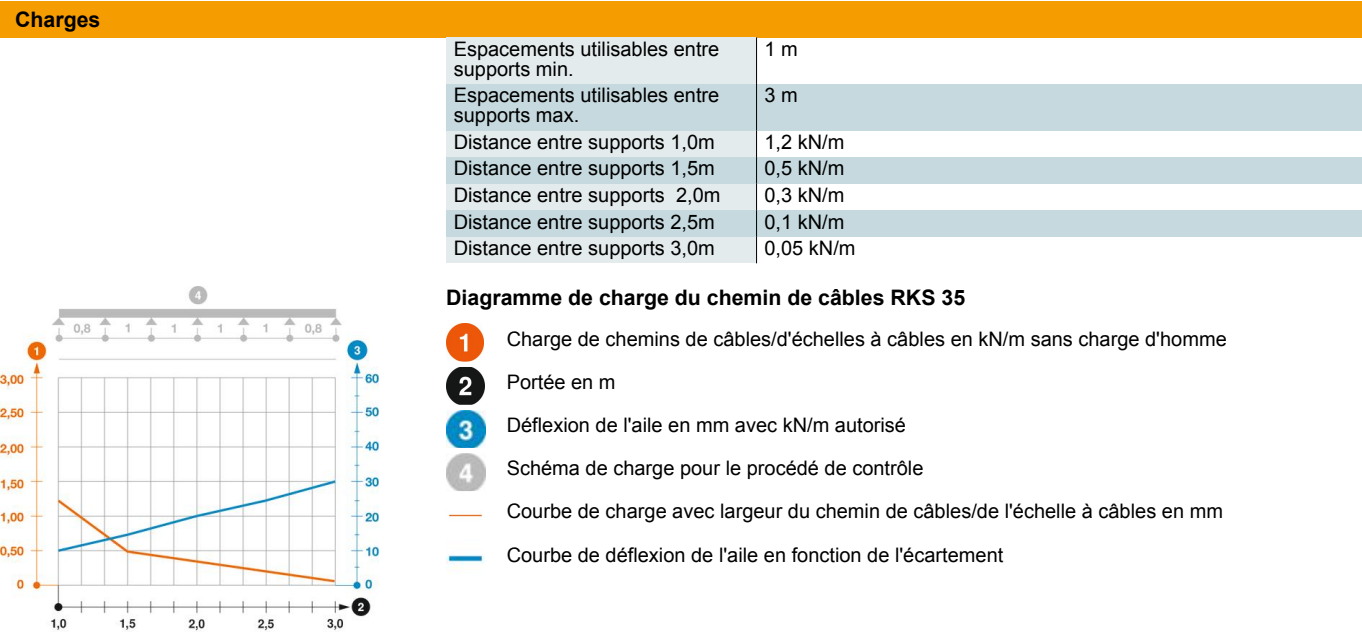 Charges
Espacements utilisables entre
supports min.
1 m
Espacements utilisables entre
supports max.
3 m
Distance entre supports 1,0m
1,2 kN/m
Distance entre supports 1,5m
0,5 kN/m
Distance entre supports 2,0m
0,3 kN/m
Distance entre supports 2,5m
0,1 kN/m
Distance entre supports 3,0m
0,05 kN/m
4
0,8 1 1 1 1 0,8
1
3
3,00
2,50
2,00
1,50
1,00
0,50
0
60
50
40
30
20
10
0
2
1,0 1,5 2,0 2,5 3,0
Diagramme de charge du chemin de câbles RKS 35
1 Charge de chemins de câbles/d'échelles à câbles en kN/m sans charge d'homme
2 Portée en m
3 Déflexion de l'aile en mm avec kN/m autorisé
4 Schéma de charge pour le procédé de contrôle
Courbe de charge avec largeur du chemin de câbles/de l'échelle à câbles en mm
Courbe de déflexion de l'aile en fonction de l'écartement